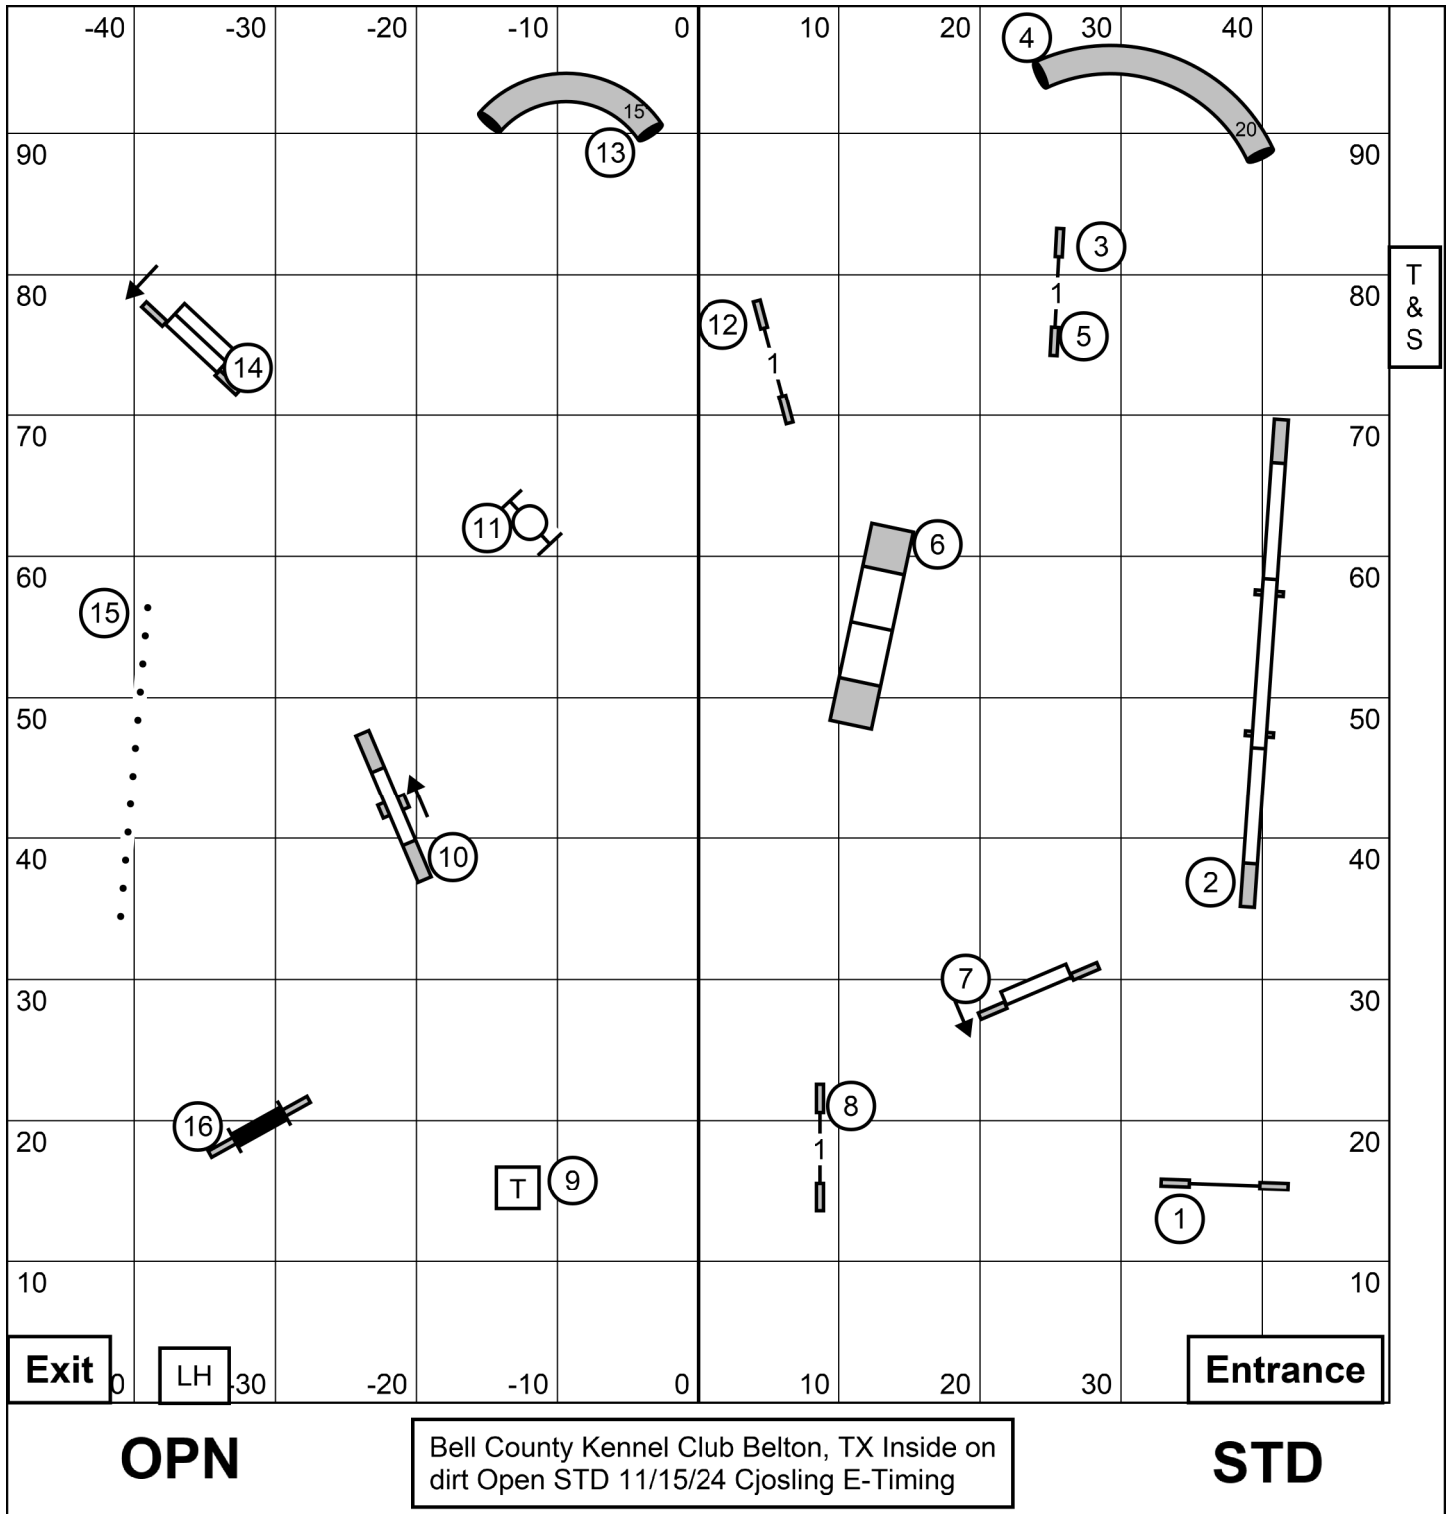 -40 -30 -20 -10 0 10 20 30 40
4
15
20
13
90 90
3
T
&
S
80 80
1
12
5
1
14
70 70
11
6
60 60
15
50 50
10
40 40
2
7
30 30
8
16
20 20
1
T
9
1
10 10
Exit
0
LH
-30 -20 -10 0 10 20 30
Entrance
OPN
Bell County Kennel Club Belton, TX Inside on
dirt Open STD 11/15/24 Cjosling E-Timing
STD